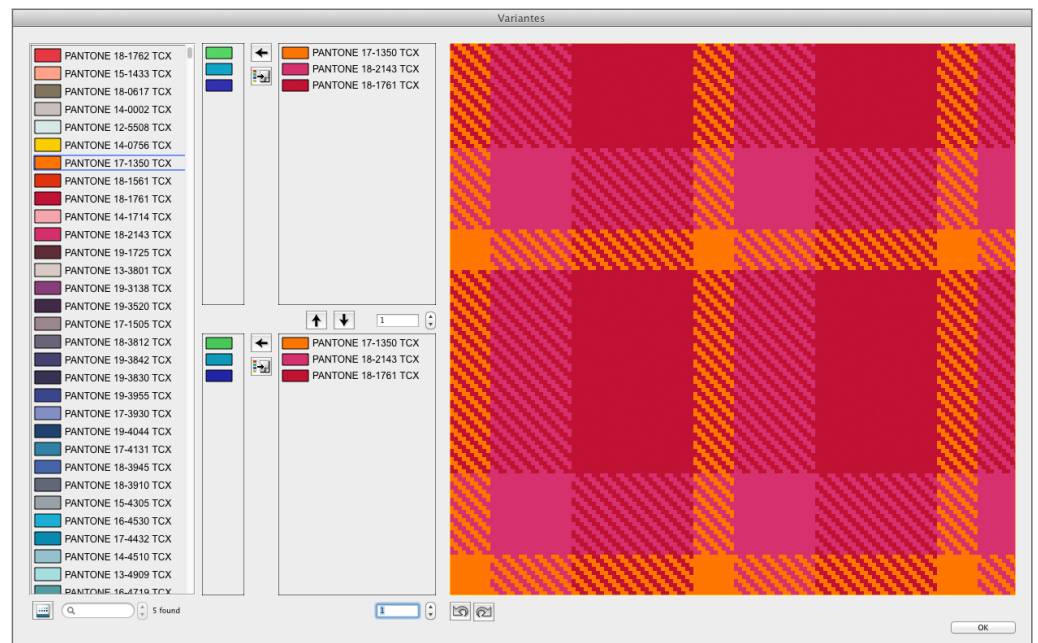 Variantes
PANTONE 18-1762 TCX
PANTONE 15-1433 TCX
PANTONE 18-0617 TCX
PANTONE 14-0002 TCX
PANTONE 12-5508 TCX
PANTONE 14-0756 TCX
PANTONE 17-1350 TCX
PANTONE 18-1561 TCX
PANTONE 18-1761 TCX
PANTONE 14-1714 TCX
PANTONE 18-2143 TCX
PANTONE 19-1725 TCX
PANTONE 13-3801 TCX
PANTONE 19-3138 TCX
PANTONE 19-3520 TCX
PANTONE 17-1505 TCX
PANTONE 18-3812 TCX
PANTONE 19-3842 TCX
PANTONE 19-3830 TCX
PANTONE 19-3955 TCX
PANTONE 17-3930 TCX
PANTONE 19-4044 TCX
PANTONE 17-4131 TCX
PANTONE 18-3945 TCX
PANTONE 18-3910 TCX
PANTONE 15-4305 TCX
PANTONE 16-4530 TCX
PANTONE 17-4432 TCX
PANTONE 14-4510 TCX
PANTONE 13-4909 TCX
PANTONE 16-4719 TCX
5 found
PANTONE 17-1350 TCX
PANTONE 18-2143 TCX
PANTONE 18-1761 TCX
1
PANTONE 17-1350 TCX
PANTONE 18-2143 TCX
PANTONE 18-1761 TCX
1
OK